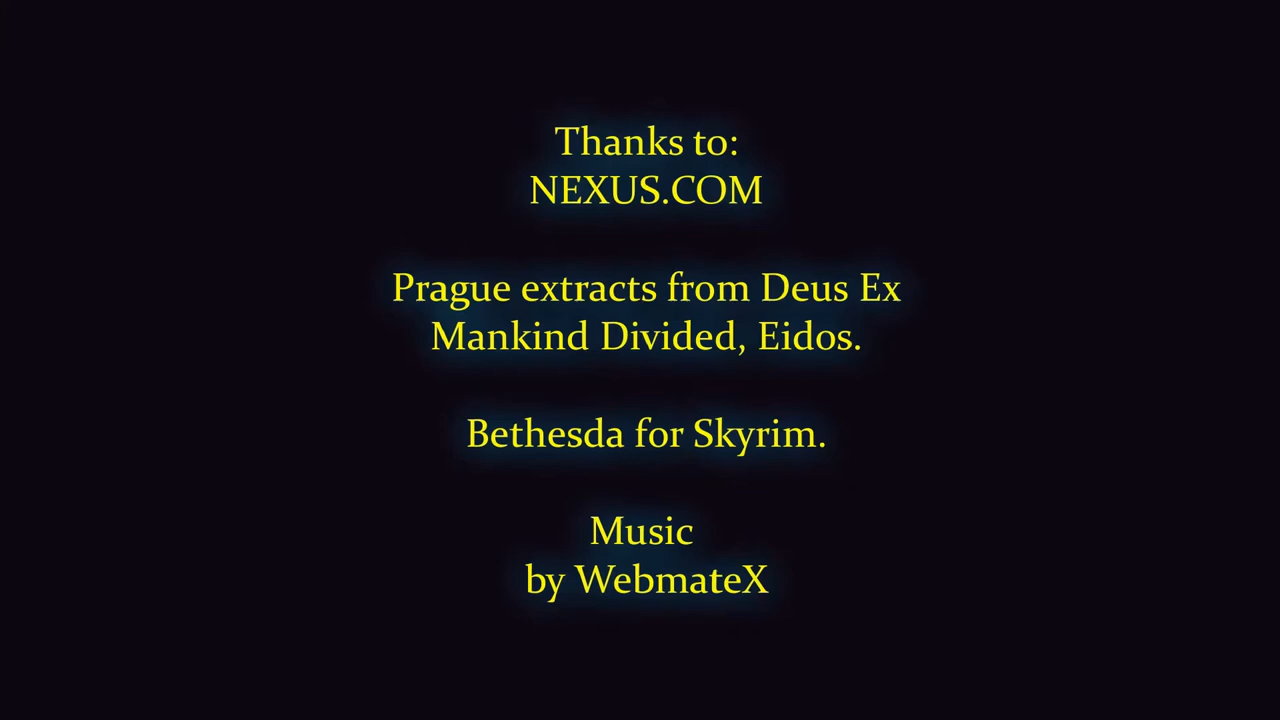 Thanks to:
NEXUS.COM
Prague extracts from Deus Ex
Mankind Divided, Eidos.
Bethesda for Skyrim.
Music
by WebmateX